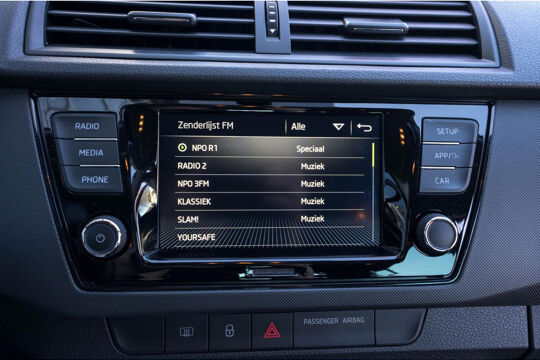 Zenderlijst FM Alle
RADIO
MEDIA
PHONE
NPO R1 Speciaal
RADIO 2 Muziek
NPO 3FM Muziek
KLASSIEK Muziek
SLAM! Muziek
YOURSAFE
SETUP
APP/
CAR
PASSENGER AIRBAG